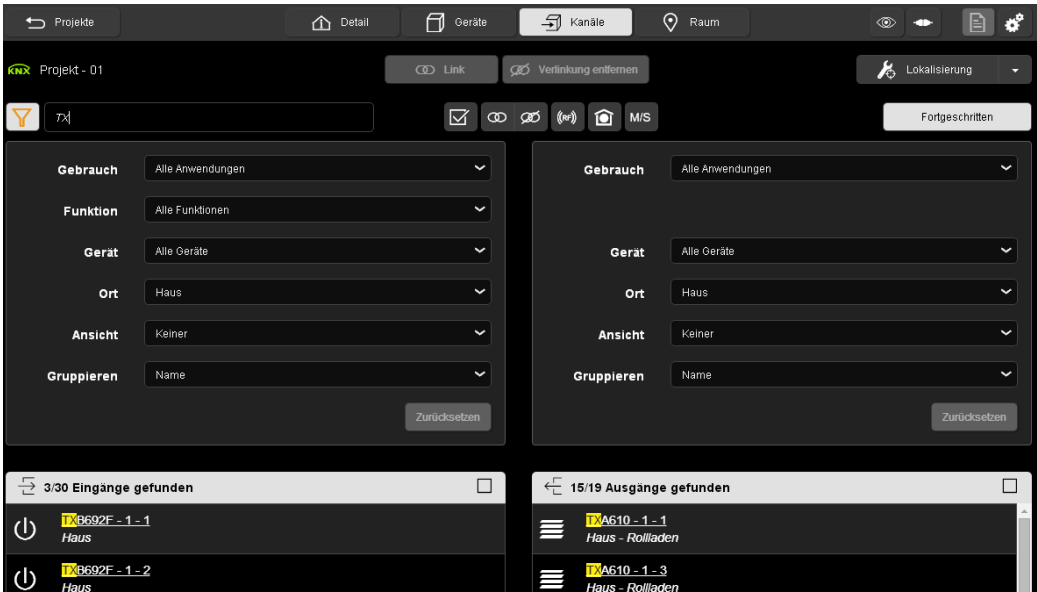 Projekte
Detail
Geräte
Kanäle
Raum
KNX Projekt - 01
Link
Verlinkung entfernen
Lokalisierung
TX
(RF)
M/S
Fortgeschritten
Gebrauch Alle Anwendungen
Funktion Alle Funktionen
Gerät Alle Geräte
Ort Haus
Ansicht Keiner
Gruppieren Name
Zurücksetzen
Gebrauch Alle Anwendungen
Gerät Alle Geräte
Ort Haus
Ansicht Keiner
Gruppieren Name
Zurücksetzen
3/30 Eingänge gefunden
TXB692F - 1 - 1
Haus
TXB692F - 1 - 2
Haus
15/19 Ausgänge gefunden
TXA610 - 1 - 1
Haus - Rollladen
TXA610 - 1 - 3
Haus - Rollladen